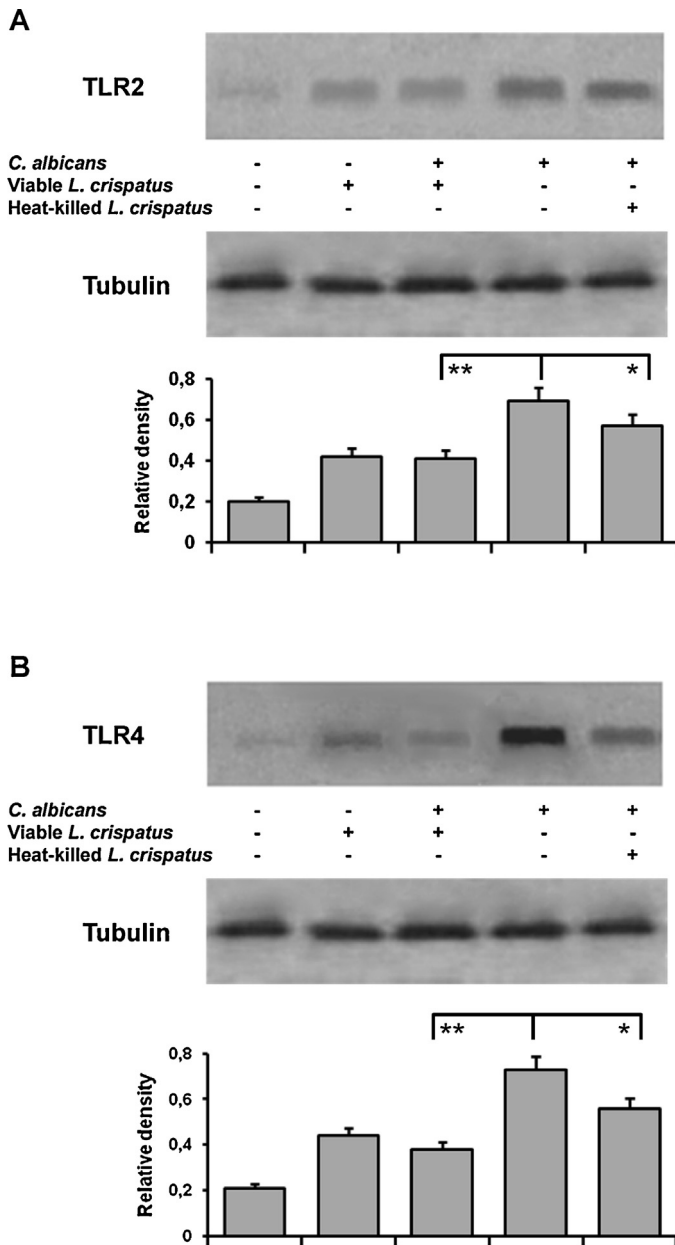 A
TLR2
C. albicans - - + + +
Viable L. crispatus - + + - -
Heat-killed L. crispatus - - - - +
Tubulin
** *
Relative density
0,8
0,6
0,4
0,2
0
B
TLR4
C. albicans - - + + +
Viable L. crispatus - + + - -
Heat-killed L. crispatus - - - - +
Tubulin
** *
Relative density
0,8
0,6
0,4
0,2
0